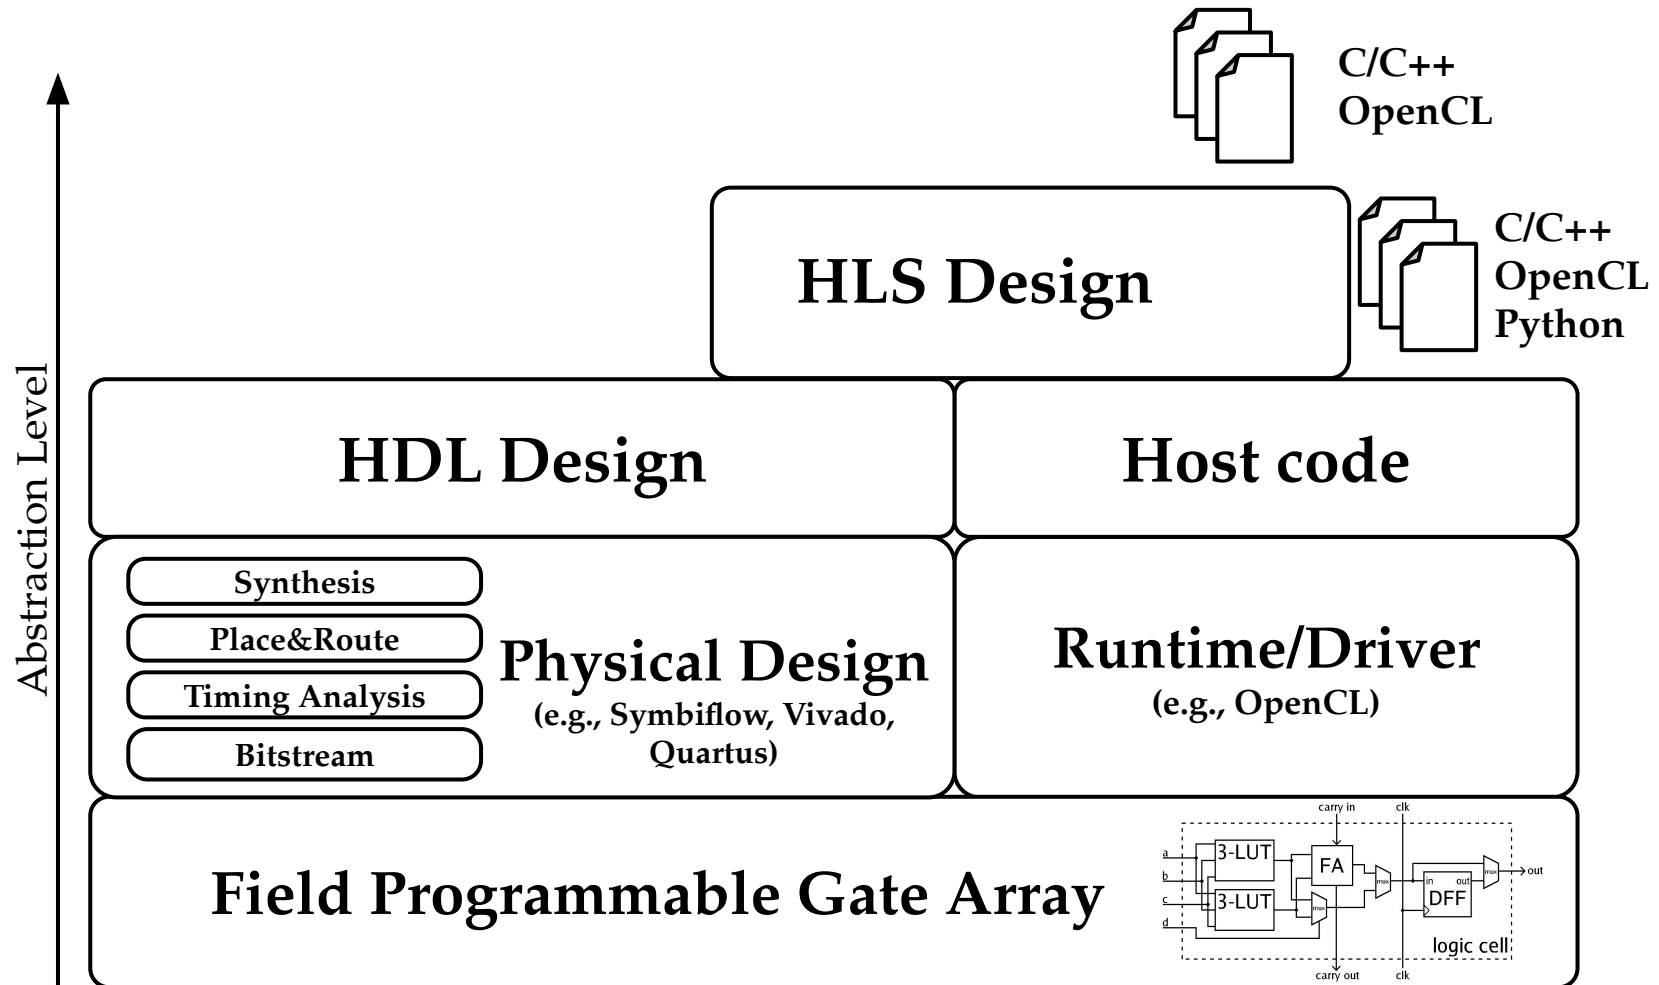 C/C++
OpenCL
HLS Design
C/C++
OpenCL
Python
Abstraction Level
HDL Design
Host code
Synthesis
Place&Route
Timing Analysis
Bitstream
Physical Design
(e.g., Symbiflow, Vivado,
Quartus)
Runtime/Driver
(e.g., OpenCL)
Field Programmable Gate Array
carry in
clk
a
b
c
d
3-LUT
3-LUT
FA
mux
mux
in
out
DFF
mux
out
logic cell
carry out
clk